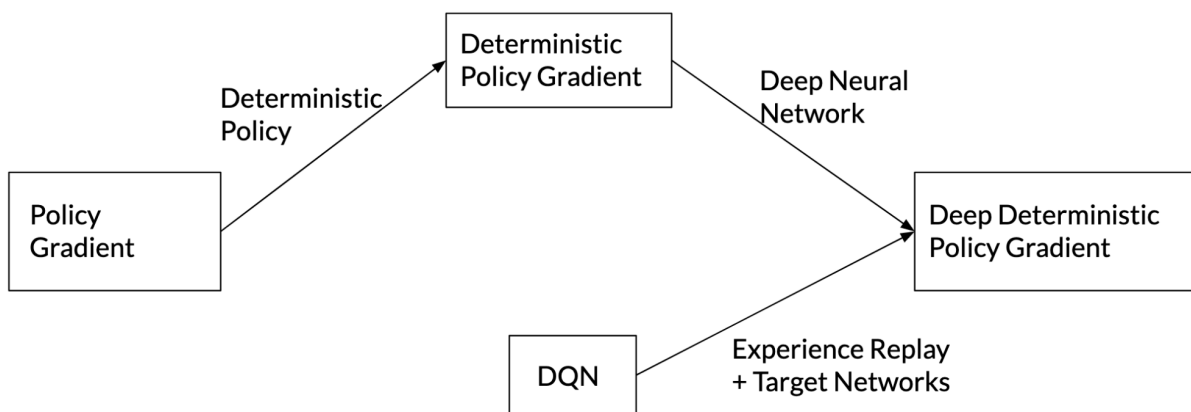 Deterministic
Policy Gradient
Deterministic
Policy
Deep Neural
Network
Policy
Gradient
Deep Deterministic
Policy Gradient
DQN
Experience Replay
+ Target Networks